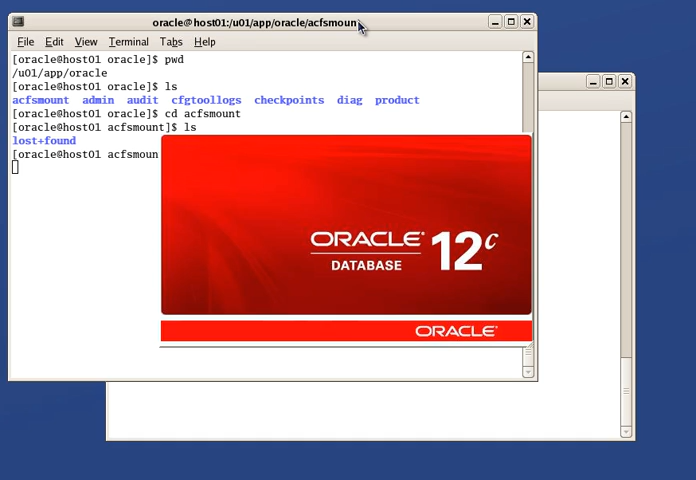 oracle@host01:/u01/app/oracle/acfsmoun
File Edit View Terminal Tabs Help
[oracle@host01 oracle]$ pwd
/u01/app/oracle
[oracle@host01 oracle]$ ls
acfsmount admin audit cfgtoollogs checkpoints diag product
[oracle@host01 oracle]$ cd acfsmount
[oracle@host01 acfsmount]$ ls
lost+found
[oracle@host01 acfsmoun
ORACLE
DATABASE
12c
ORACLE